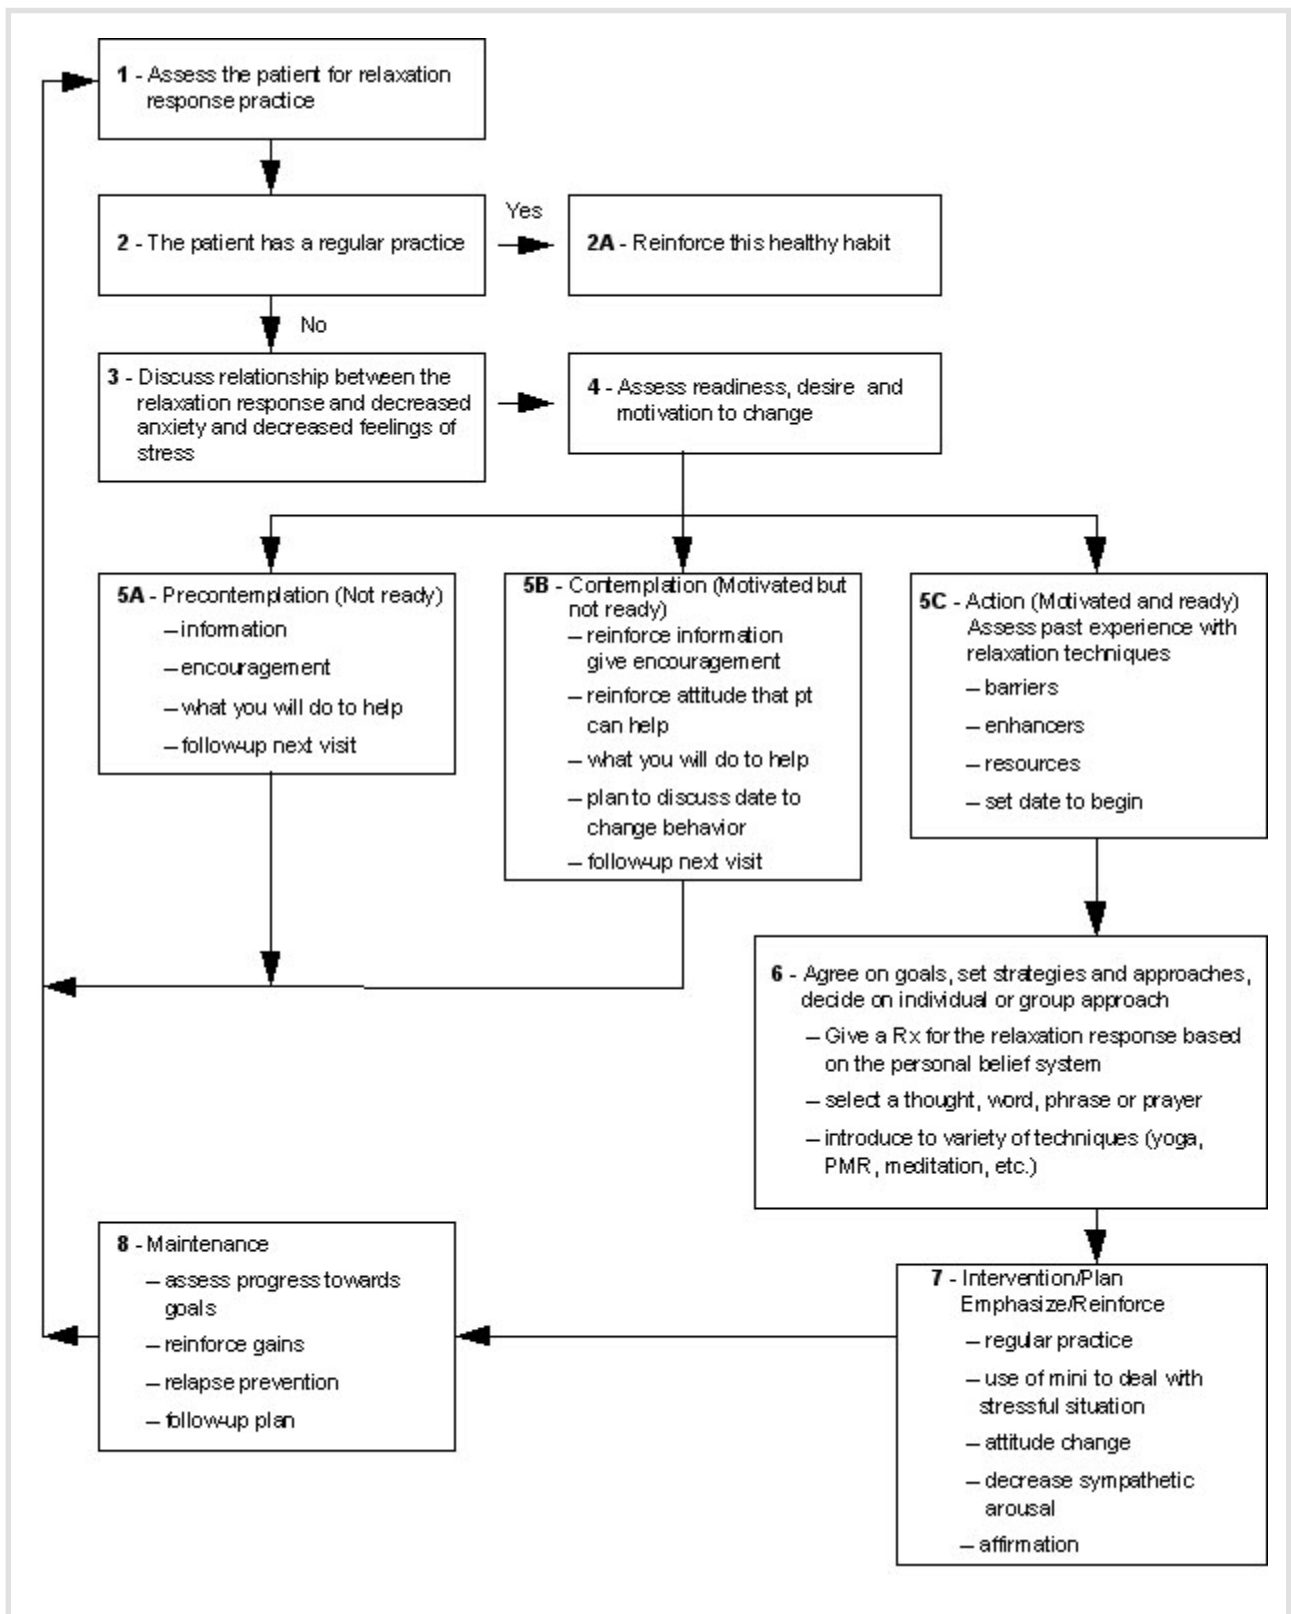 1 - Assess the patient for relaxation
response practice
2 - The patient has a regular practice
Yes
2A - Reinforce this healthy habit
No
3 - Discuss relationship between the
relaxation response and decreased
anxiety and decreased feelings of
stress
4 - Assess readiness, desire and
motivation to change
5A - Precontemplation (Not ready)
– information
– encouragement
– what you will do to help
– follow-up next visit
5B - Contemplation (Motivated but
not ready)
– reinforce information
give encouragement
– reinforce attitude that pt
can help
– what you will do to help
– plan to discuss date to
change behavior
– follow-up next visit
5C - Action (Motivated and ready)
Assess past experience with
relaxation techniques
– barriers
– enhancers
– resources
– set date to begin
6 - Agree on goals, set strategies and approaches,
decide on individual or group approach
– Give a Rx for the relaxation response based
on the personal belief system
– select a thought, word, phrase or prayer
– introduce to variety of techniques (yoga,
PMR, meditation, etc.)
7 - Intervention/Plan
Emphasize/Reinforce
– regular practice
– use of mini to deal with
stressful situation
– attitude change
– decrease sympathetic
arousal
– affirmation
8 - Maintenance
– assess progress towards
goals
– reinforce gains
– relapse prevention
– follow-up plan